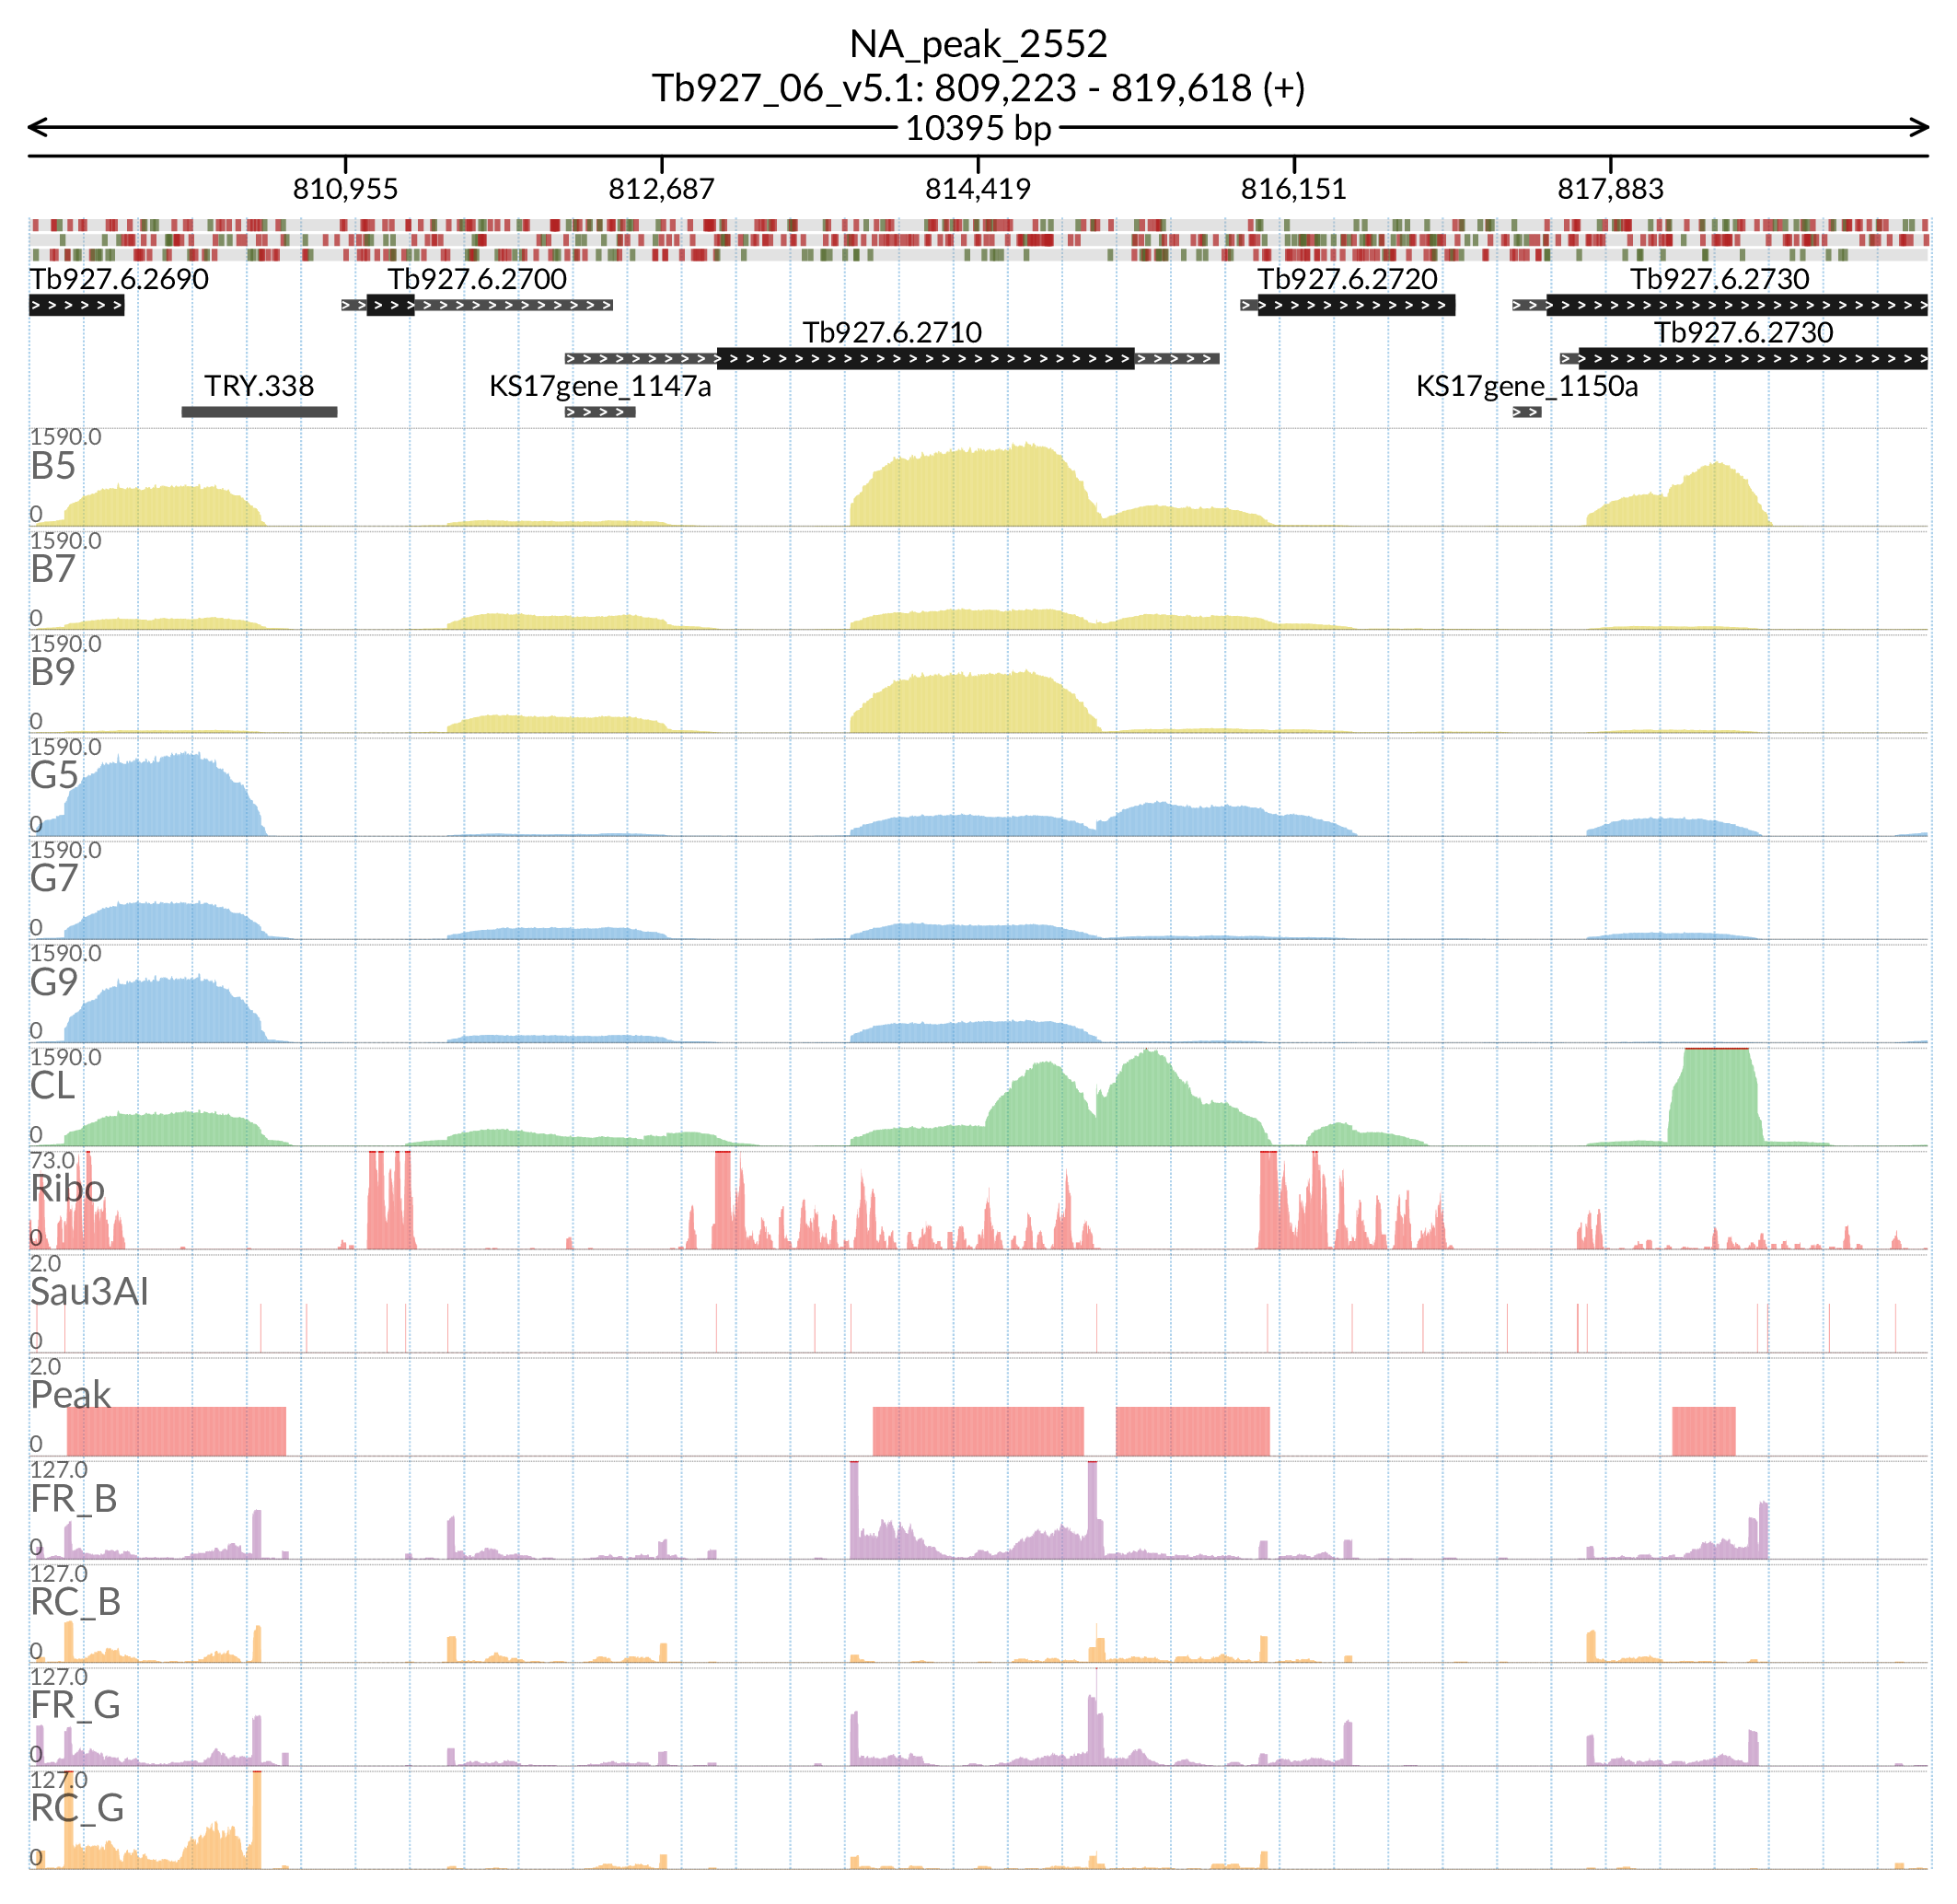 NA_peak_2552
Tb927_06_v5.1: 809,223 - 819,618 (+)
10395 bp
810,955 812,687 814,419 816,151 817,883
Tb927.6.2690 Tb927.6.2700 Tb927.6.2720 Tb927.6.2730
Tb927.6.2710 Tb927.6.2730
TRY.338 KS17gene_1147a KS17gene_1150a
1590.0
B5
0
1590.0
B7
0
1590.0
B9
0
1590.0
G5
0
1590.0
G7
0
1590.0
G9
0
1590.0
CL
0
73.0
Ribo
0
2.0
Sau3AI
0
2.0
Peak
0
127.0
FR_B
0
127.0
RC_B
0
127.0
FR_G
0
127.0
RC_G
0